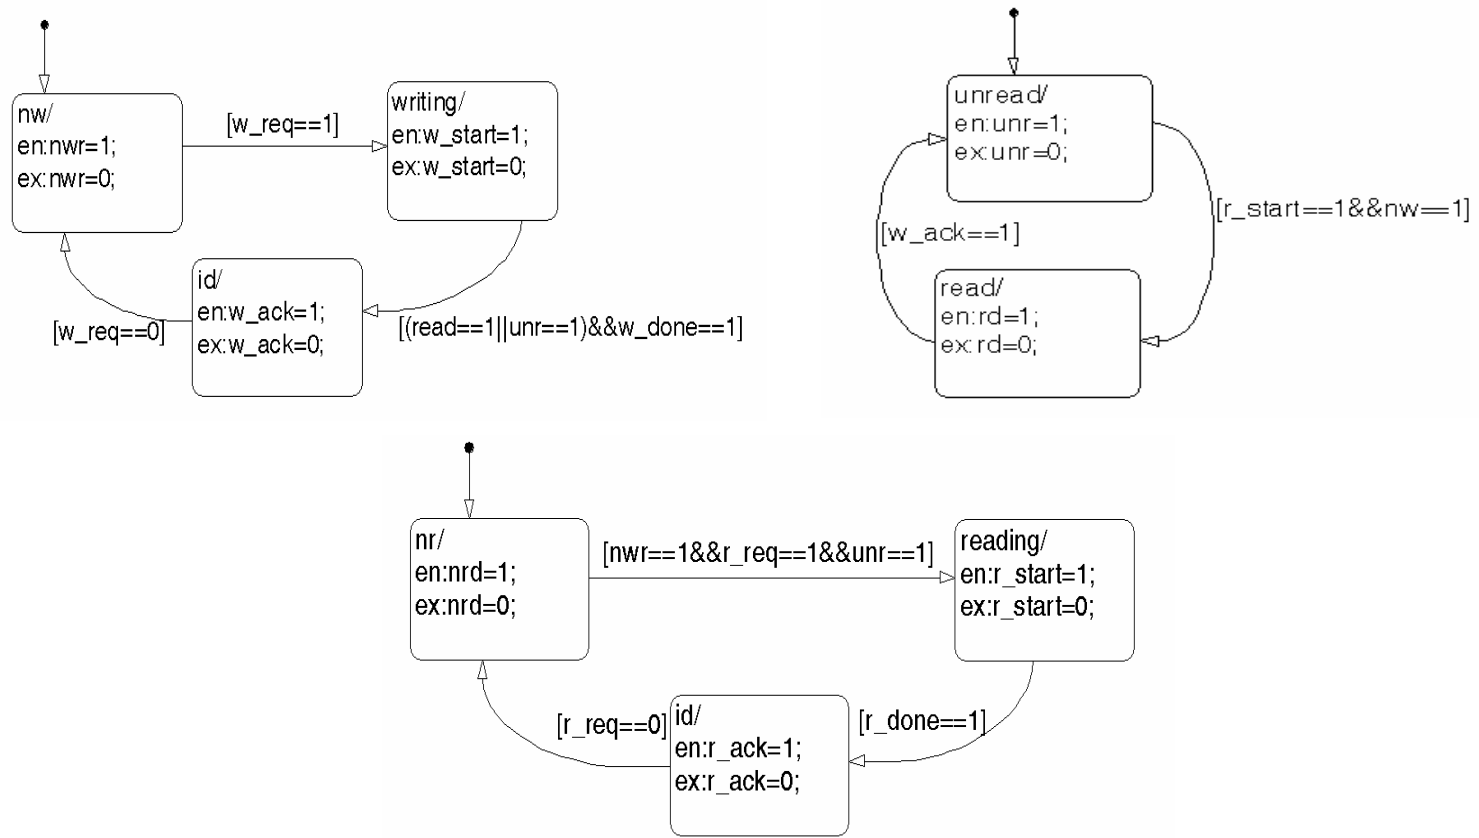 nw/
en:nwr=1;
ex:nwr=0;
[w_req==1]
writing/
en:w_start=1;
ex:w_start=0;
id/
en:w_ack=1;
ex:w_ack=0;
[w_req==0]
[(read==1||unr==1)&&w_done==1]
unread/
en:unr=1;
ex:unr=0;
[r_start==1&&nw==1]
[w_ack==1]
read/
en:rd=1;
ex:rd=0;
nr/
en:nrd=1;
ex:nrd=0;
[nwr==1&&r_req==1&&unr==1]
reading/
en:r_start=1;
ex:r_start=0;
[r_req==0]
id/
en:r_ack=1;
ex:r_ack=0;
[r_done==1]